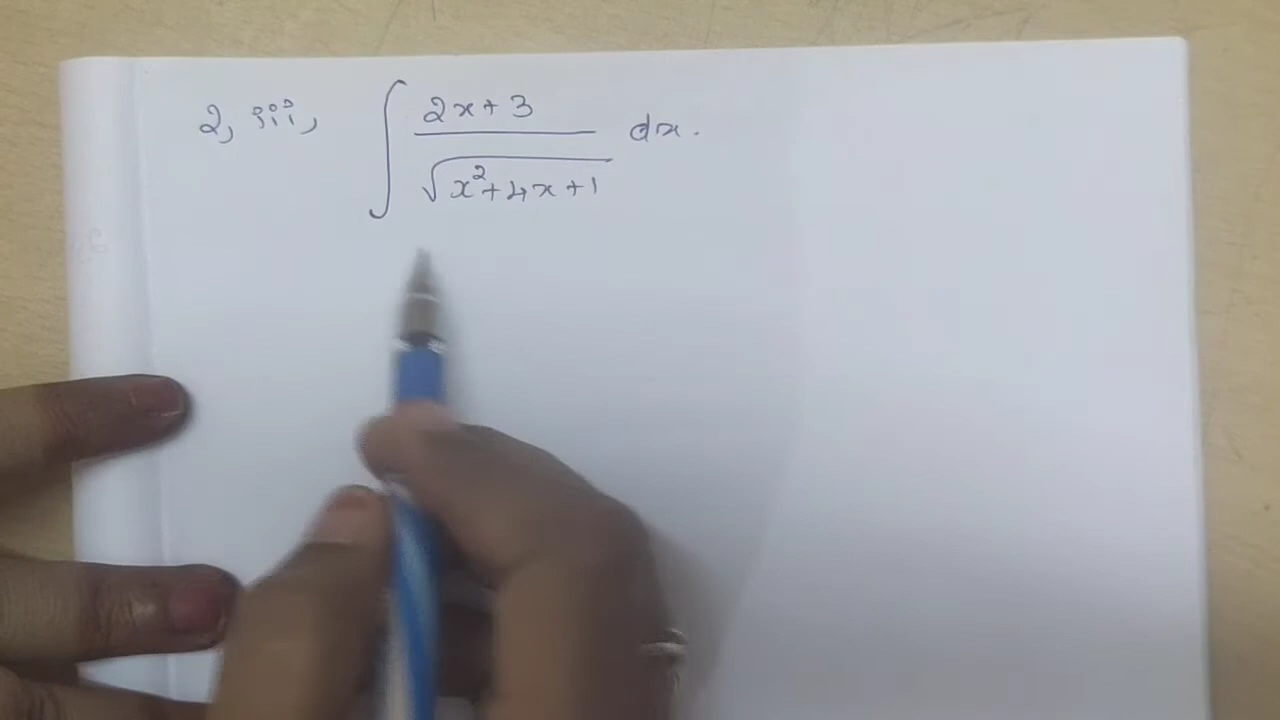 2, iii, ∫ (2x+3)/√(x²+4x+1) dx.